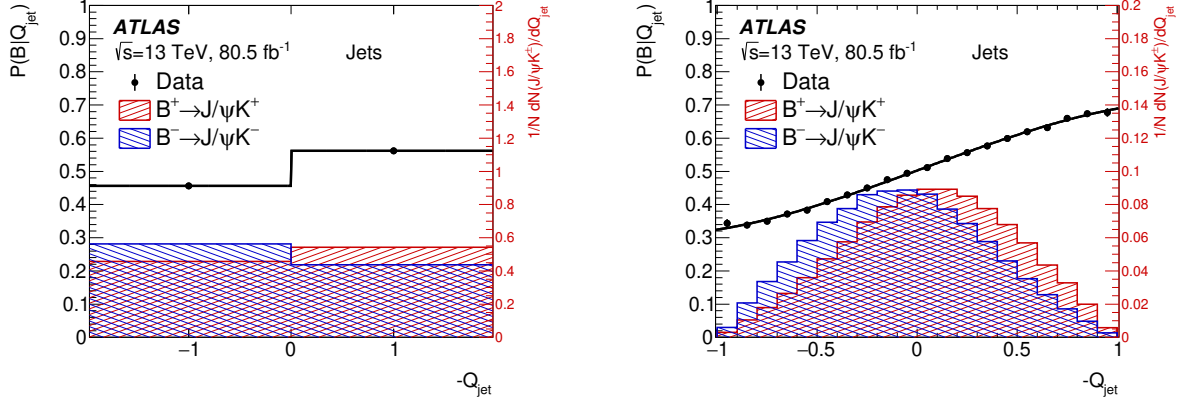 ATLAS
√s=13 TeV, 80.5 fb-1 Jets
Data
B+→J/ψK+
B-→J/ψK-
P(B|Qjet)
1
0.9
0.8
0.7
0.6
0.5
0.4
0.3
0.2
0.1
0
−1 0 1
-Qjet
2
1.8
1.6
1.4
1.2
1
0.8
0.6
0.4
0.2
0
1/N dN(J/ψK±)/dQjet
ATLAS
√s=13 TeV, 80.5 fb-1 Jets
Data
B+→J/ψK+
B-→J/ψK-
P(B|Qjet)
1
0.9
0.8
0.7
0.6
0.5
0.4
0.3
0.2
0.1
0
−1 −0.5 0 0.5 1
-Qjet
0.2
0.18
0.16
0.14
0.12
0.1
0.08
0.06
0.04
0.02
0
1/N dN(J/ψK±)/dQjet